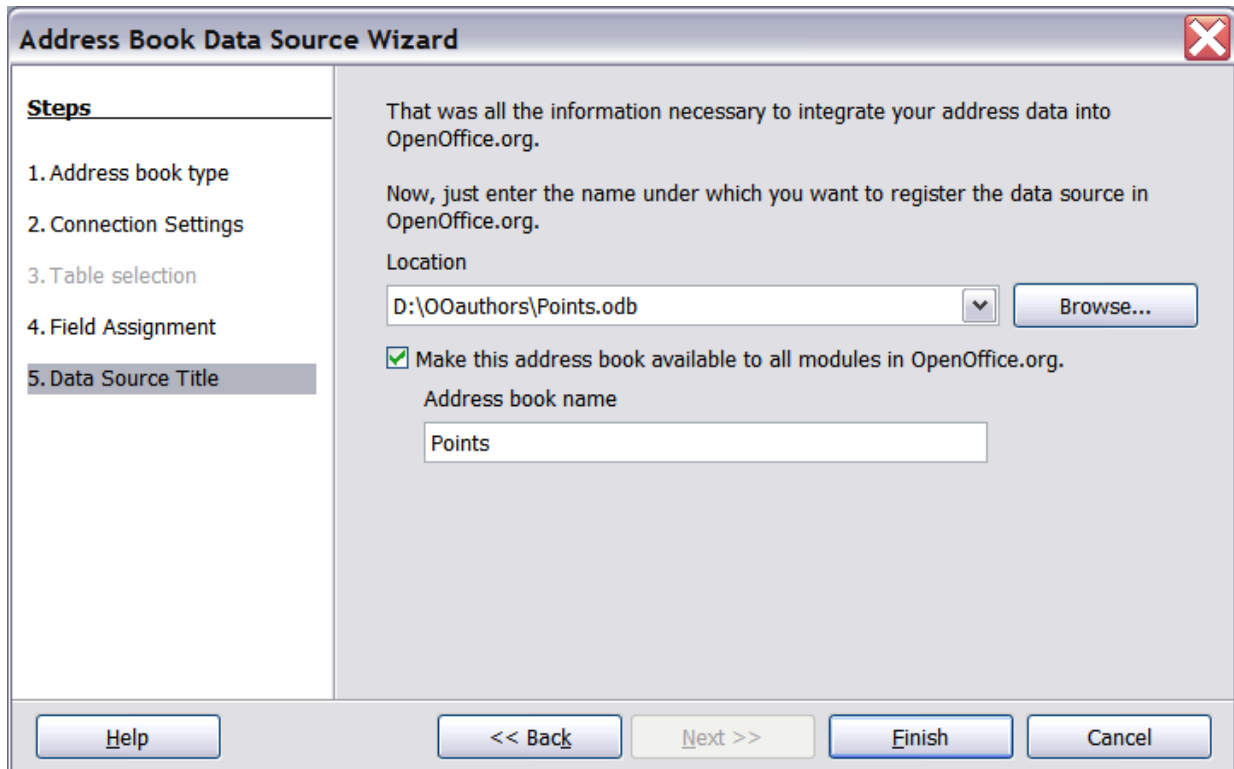 Address Book Data Source Wizard
Steps
1. Address book type
2. Connection Settings
3. Table selection
4. Field Assignment
5. Data Source Title
That was all the information necessary to integrate your address data into
OpenOffice.org.
Now, just enter the name under which you want to register the data source in
OpenOffice.org.
Location
D:\OOauthors\Points.odb
Browse...
Make this address book available to all modules in OpenOffice.org.
Address book name
Points
Help
<< Back
Next >>
Finish
Cancel